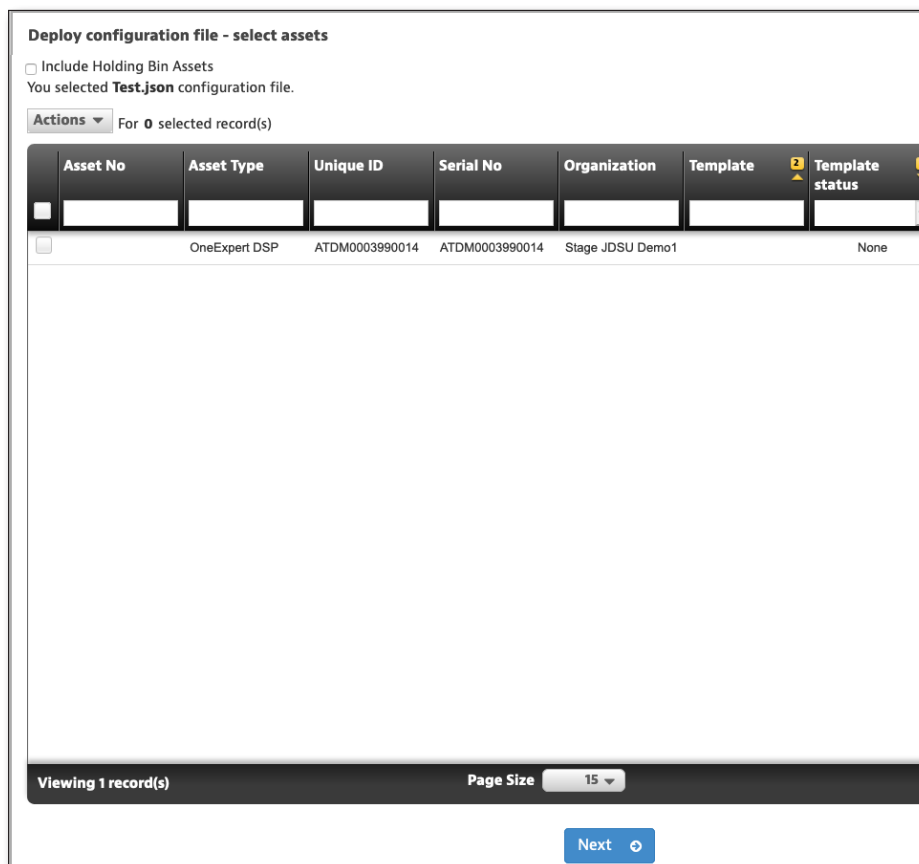 Deploy configuration file - select assets
Include Holding Bin Assets
You selected Test.json configuration file.
Actions For 0 selected record(s)
Asset No Asset Type Unique ID Serial No Organization Template 2 Template status
OneExpert DSP ATDM0003990014 ATDM0003990014 Stage JDSU Demo1 None
Viewing 1 record(s) Page Size 15
Next